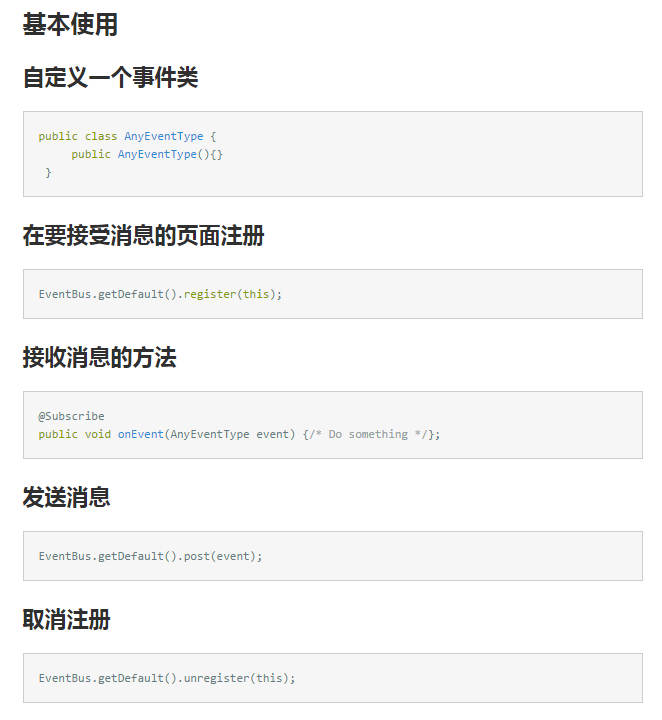 基本使用
自定义一个事件类
public class AnyEventType {
     public AnyEventType(){}
 }
在要接受消息的页面注册
EventBus.getDefault().register(this);
接收消息的方法
@Subscribe
public void onEvent(AnyEventType event) {/* Do something */};
发送消息
EventBus.getDefault().post(event);
取消注册
EventBus.getDefault().unregister(this);